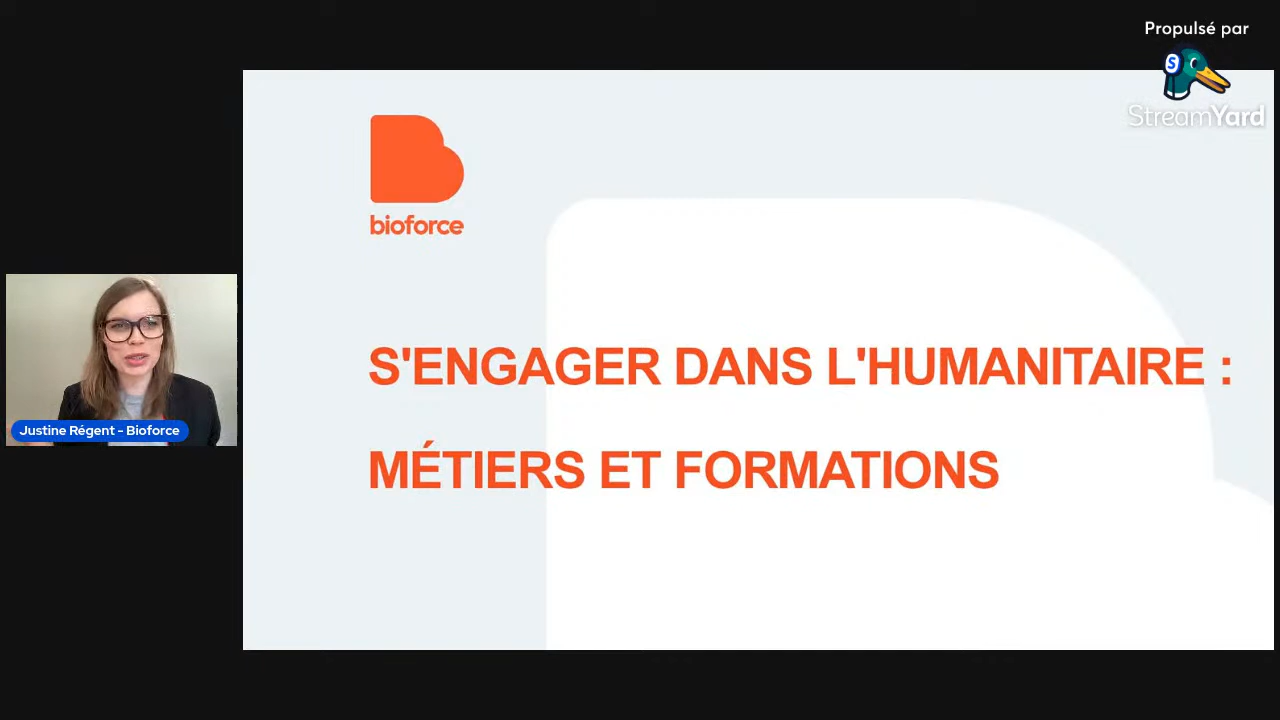 Propulsé par
S
StreamYard
bioforce
S'ENGAGER DANS L'HUMANITAIRE :
MÉTIERS ET FORMATIONS
Justine Régent - Bioforce